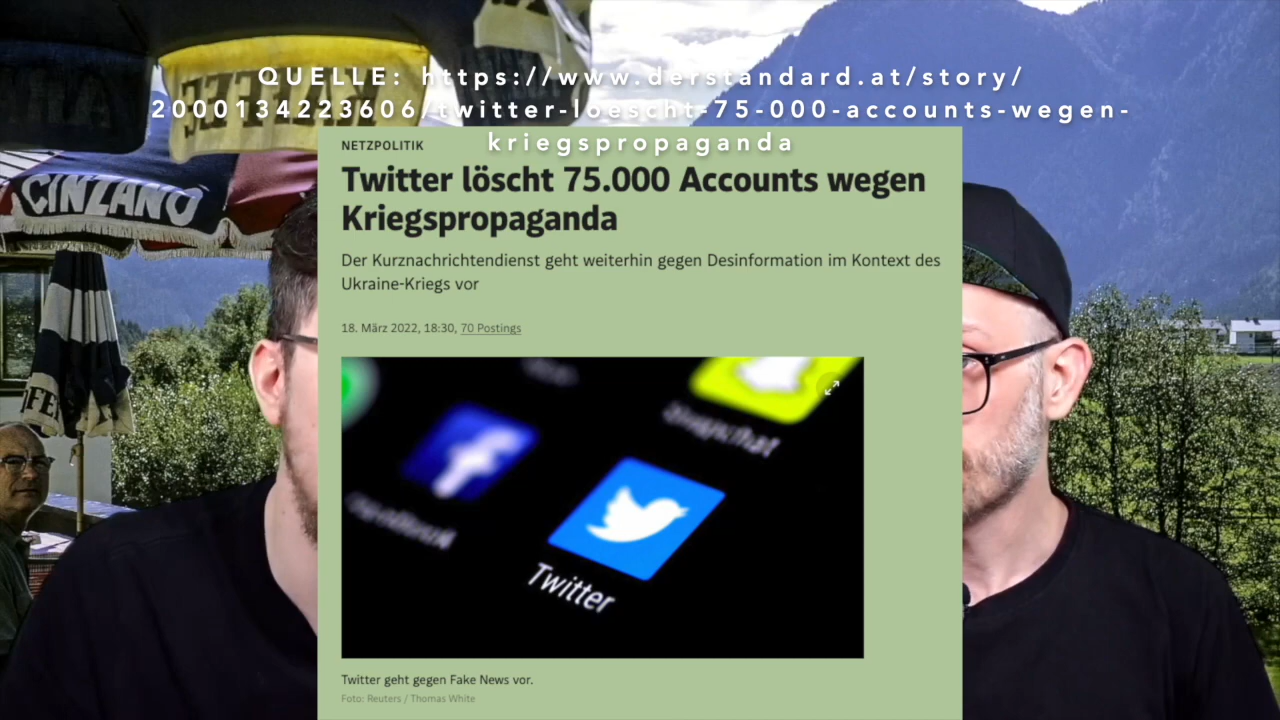 QUELLE: https://www.derstandard.at/story/
2000134223606/twitter-loescht-75-000-accounts-wegen-
kriegspropaganda
NETZPOLITIK
Twitter löscht 75.000 Accounts wegen
Kriegspropaganda
Der Kurznachrichtendienst geht weiterhin gegen Desinformation im Kontext des
Ukraine-Kriegs vor
18. März 2022, 18:30, 70 Postings
CINZANO
Snapchat
Twitter
Twitter geht gegen Fake News vor.
Foto: Reuters / Thomas White